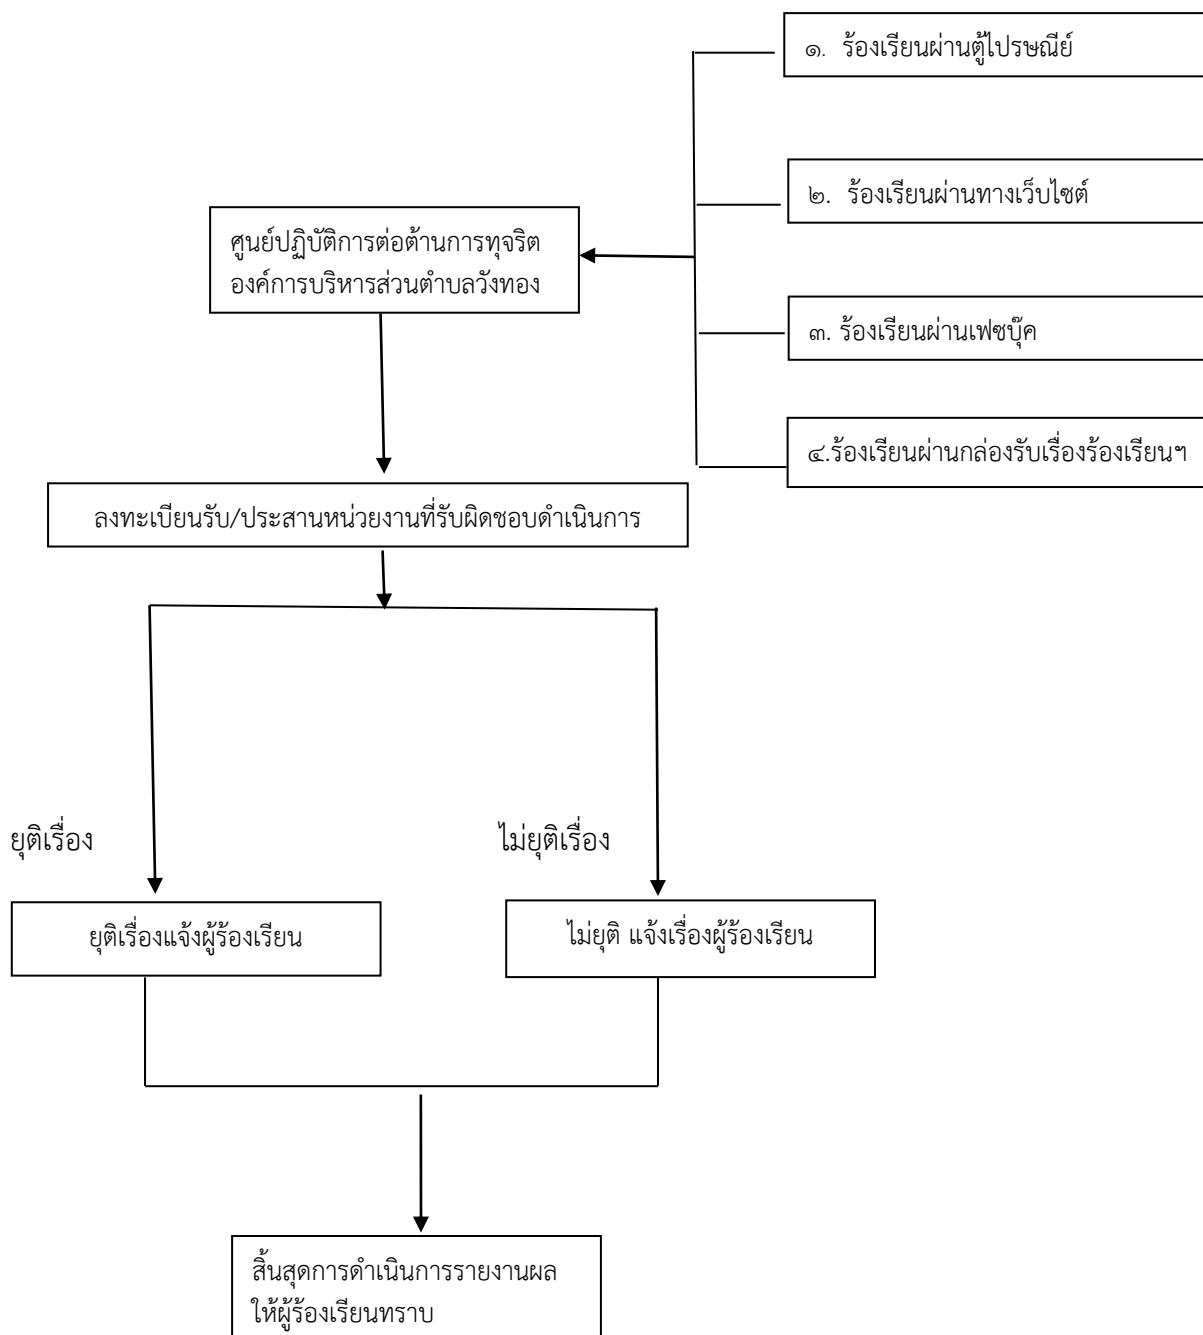 ๑. ร้องเรียนผ่านตู้ไปรษณีย์
๒. ร้องเรียนผ่านทางเว็บไซต์
ศูนย์ปฏิบัติการต่อต้านการทุจริต
องค์การบริหารส่วนตำบลวังทอง
๓. ร้องเรียนผ่านเฟซบุ๊ค
๔.ร้องเรียนผ่านกล่องรับเรื่องร้องเรียนฯ
ลงทะเบียนรับ/ประสานหน่วยงานที่รับผิดชอบดำเนินการ
ยุติเรื่อง
ไม่ยุติเรื่อง
ยุติเรื่องแจ้งผู้ร้องเรียน
ไม่ยุติ แจ้งเรื่องผู้ร้องเรียน
สิ้นสุดการดำเนินการรายงานผล
ให้ผู้ร้องเรียนทราบ